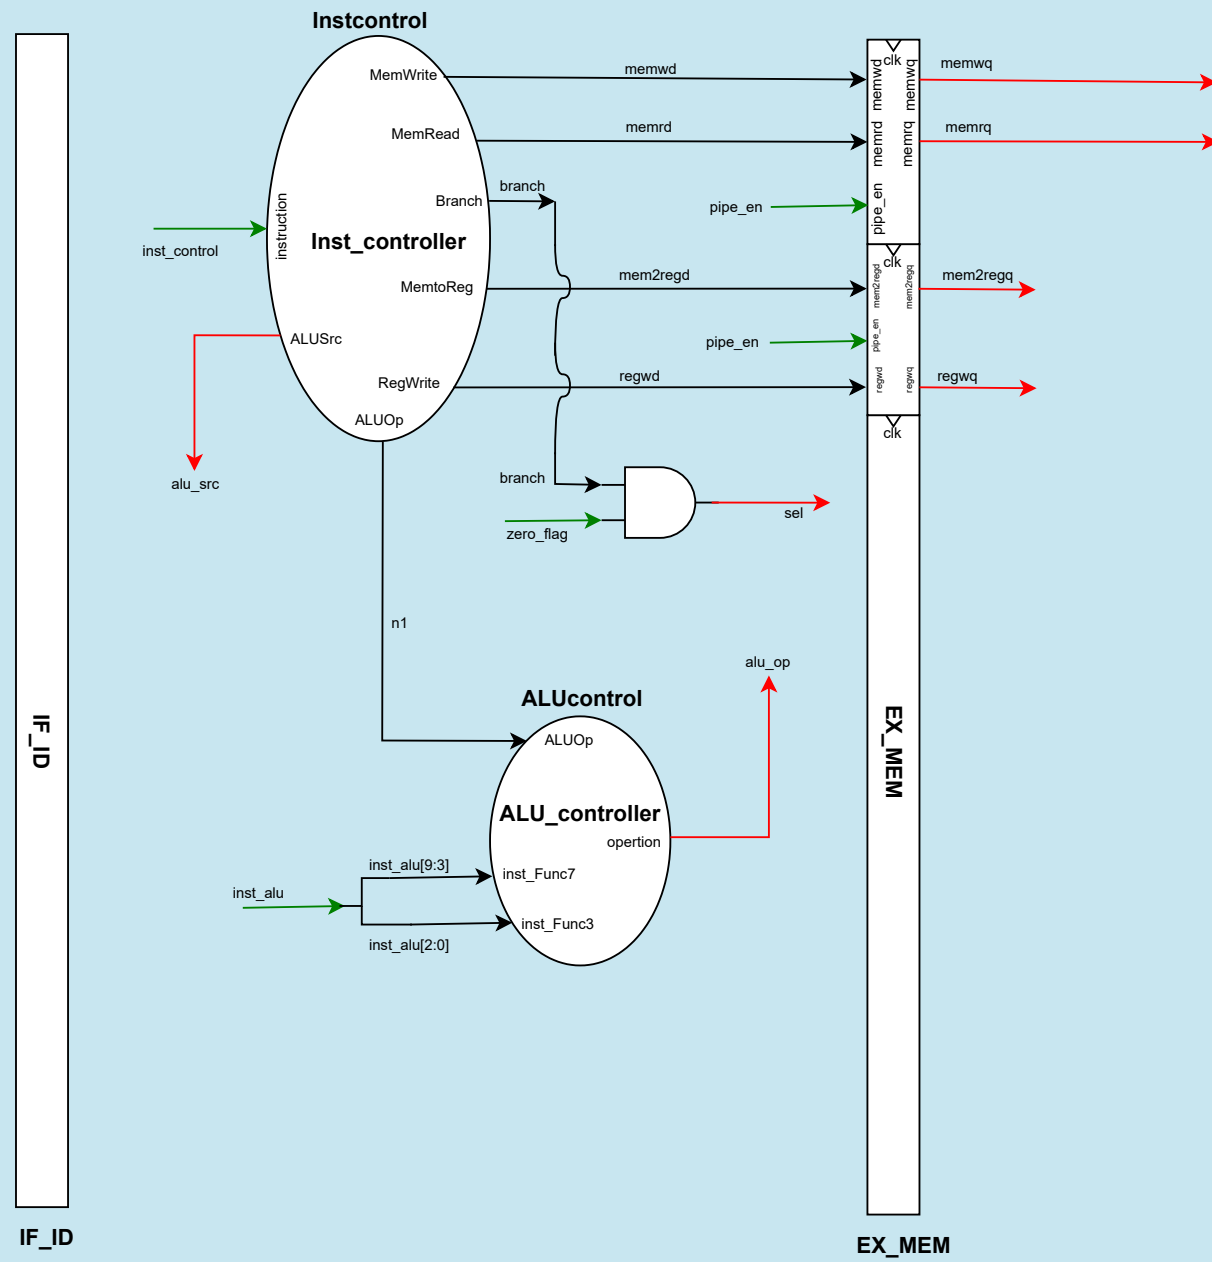 Instcontrol
MemWrite
memwd
clk
memwd
memwq
memwq
MemRead
memrd
memrd
memrq
memrq
Branch
branch
pipe_en
pipe_en
instruction
inst_control
Inst_controller
clk
MemtoReg
mem2regd
mem2regd
mem2regq
mem2regq
ALUSrc
pipe_en
pipe_en
RegWrite
regwd
regwd
regwq
regwq
ALUOp
clk
alu_src
branch
zero_flag
sel
n1
alu_op
ALUcontrol
IF_ID
EX_MEM
ALUOp
ALU_controller
opertion
inst_alu[9:3]
inst_Func7
inst_alu
inst_Func3
inst_alu[2:0]
IF_ID
EX_MEM